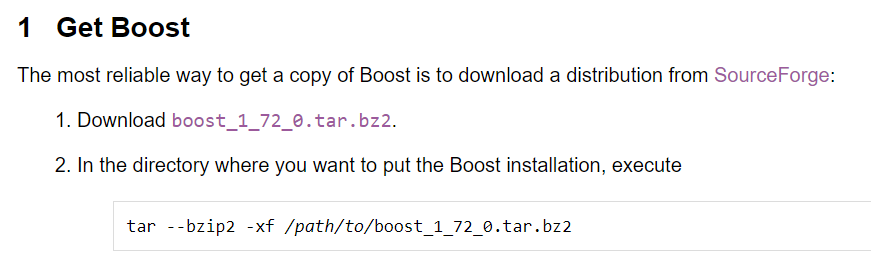 1 Get Boost
The most reliable way to get a copy of Boost is to download a distribution from SourceForge:
1. Download boost_1_72_0.tar.bz2.
2. In the directory where you want to put the Boost installation, execute
tar --bzip2 -xf /path/to/boost_1_72_0.tar.bz2